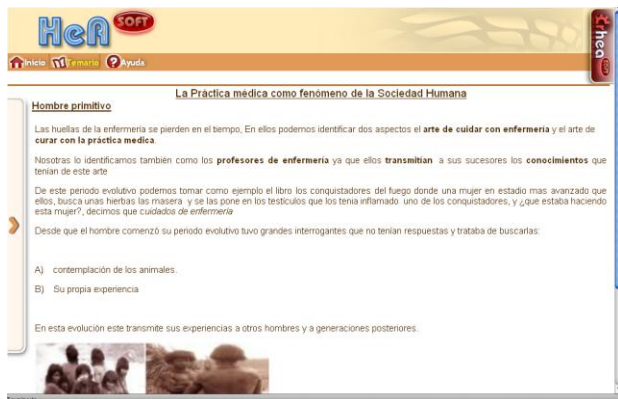 HeA SOFT
Inicio Temario Ayuda
rhea
SOFT
La Práctica médica como fenómeno de la Sociedad Humana
Hombre primitivo
Las huellas de la enfermería se pierden en el tiempo, En ellos podemos identificar dos aspectos el arte de cuidar con enfermería y el arte de
curar con la práctica medica.
Nosotras lo identificamos también como los profesores de enfermería ya que ellos transmitían a sus sucesores los conocimientos que
tenían de este arte
De este periodo evolutivo podemos tomar como ejemplo el libro los conquistadores del fuego donde una mujer en estadio mas avanzado que
ellos, busca unas hierbas las masera y se las pone en los testículos que los tenia inflamado uno de los conquistadores, y ¿que estaba haciendo
esta mujer?, decimos que cuidados de enfermería
Desde que el hombre comenzó su periodo evolutivo tuvo grandes interrogantes que no tenían respuestas y trataba de buscarlas:
A) contemplación de los animales.
B) Su propia experiencia
En esta evolución este transmite sus experiencias a otros hombres y a generaciones posteriores.